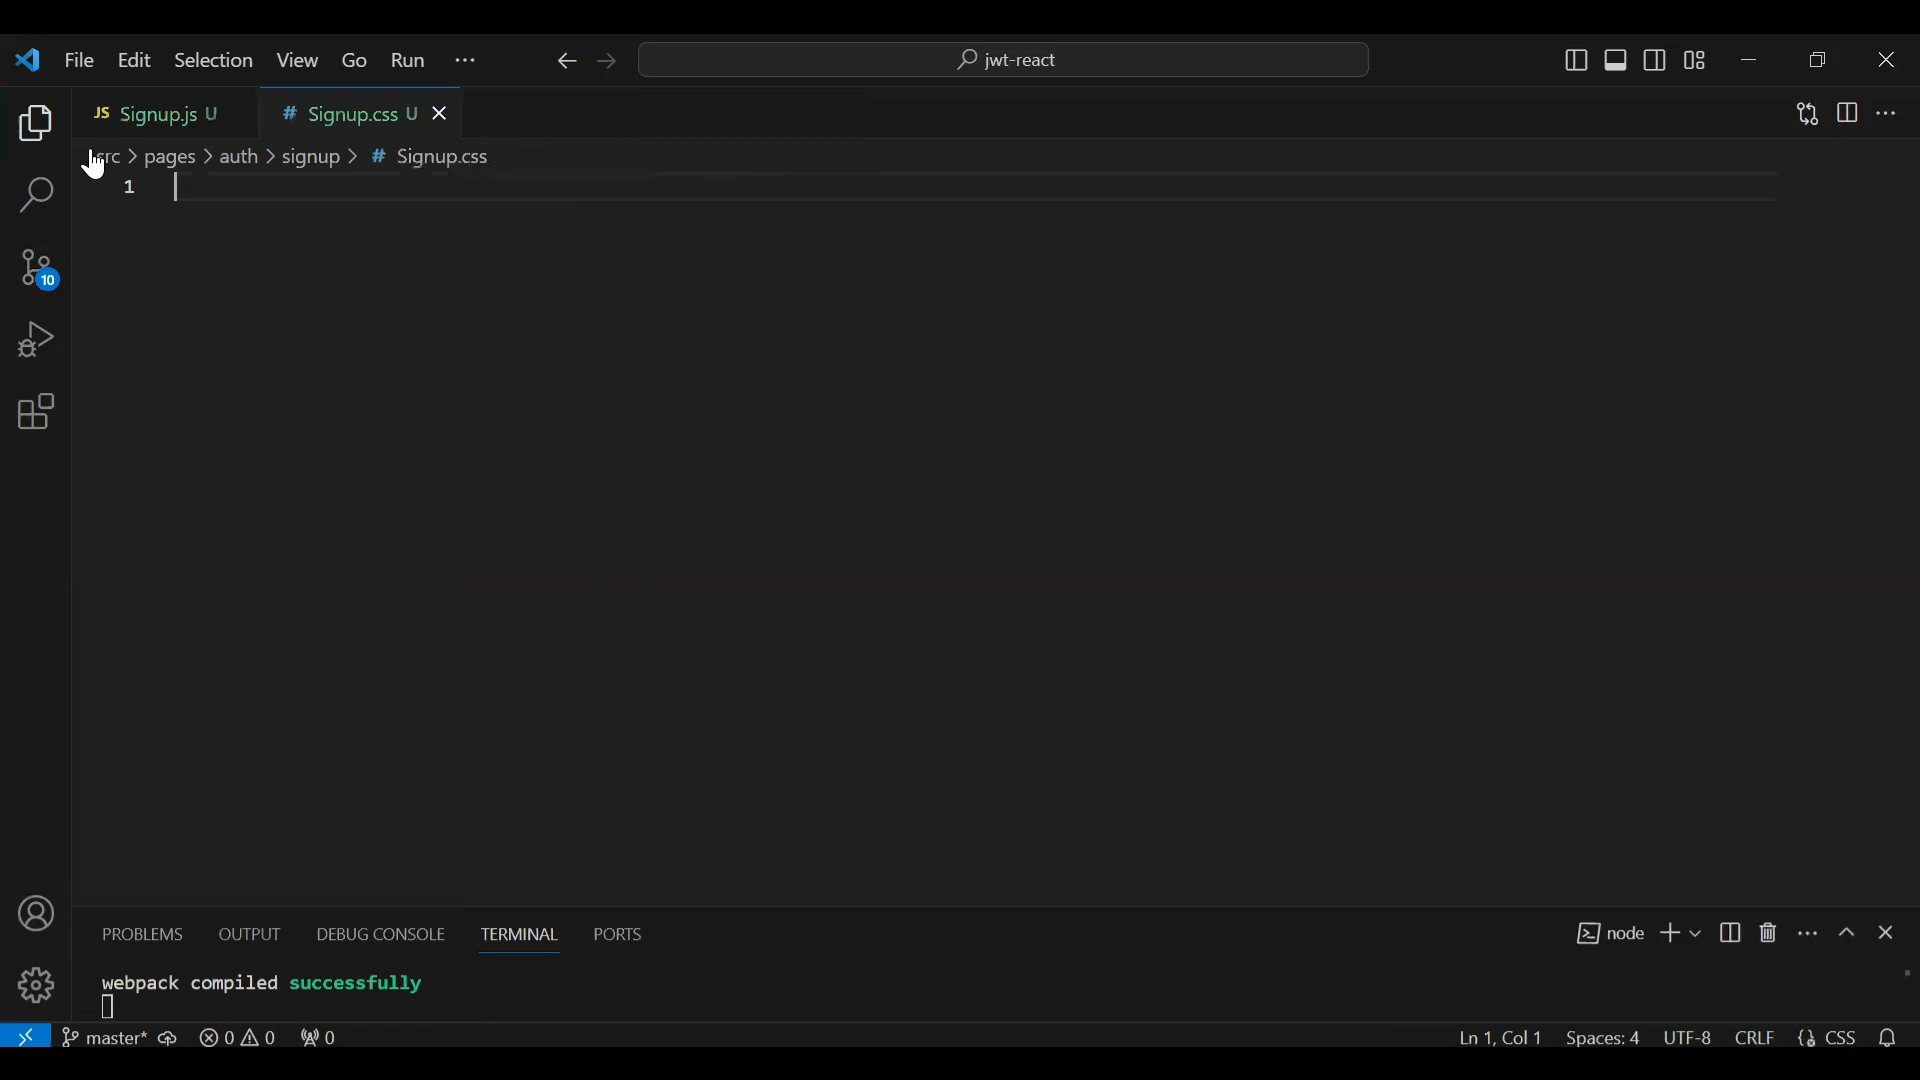 File Edit Selection View Go Run ··· jwt-react
JS Signup.js U # Signup.css U
src > pages > auth > signup > # Signup.css
1
10
PROBLEMS OUTPUT DEBUG CONSOLE TERMINAL PORTS node
webpack compiled successfully
master* 0 0 0 Ln 1, Col 1 Spaces: 4 UTF-8 CRLF CSS